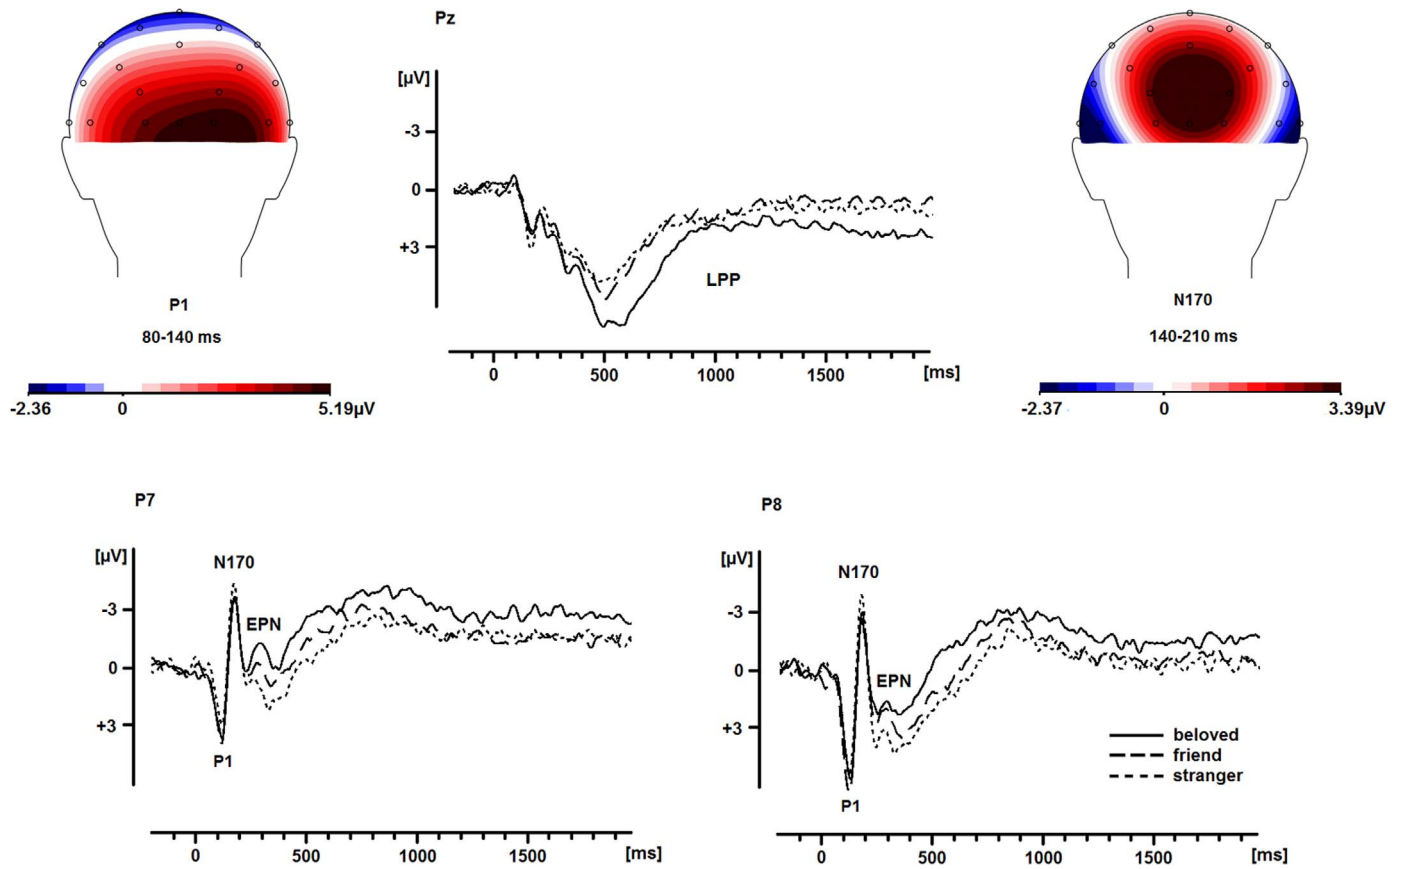 Pz
[µV]
-3
0
+3
LPP
0 500 1000 1500 [ms]
P1
80-140 ms
-2.36 0 5.19µV
N170
140-210 ms
-2.37 0 3.39µV
P7
[µV]
N170
-3
EPN
0
+3
P1
0 500 1000 1500 [ms]
P8
[µV]
N170
-3
0
EPN
+3
P1
beloved
friend
stranger
0 500 1000 1500 [ms]